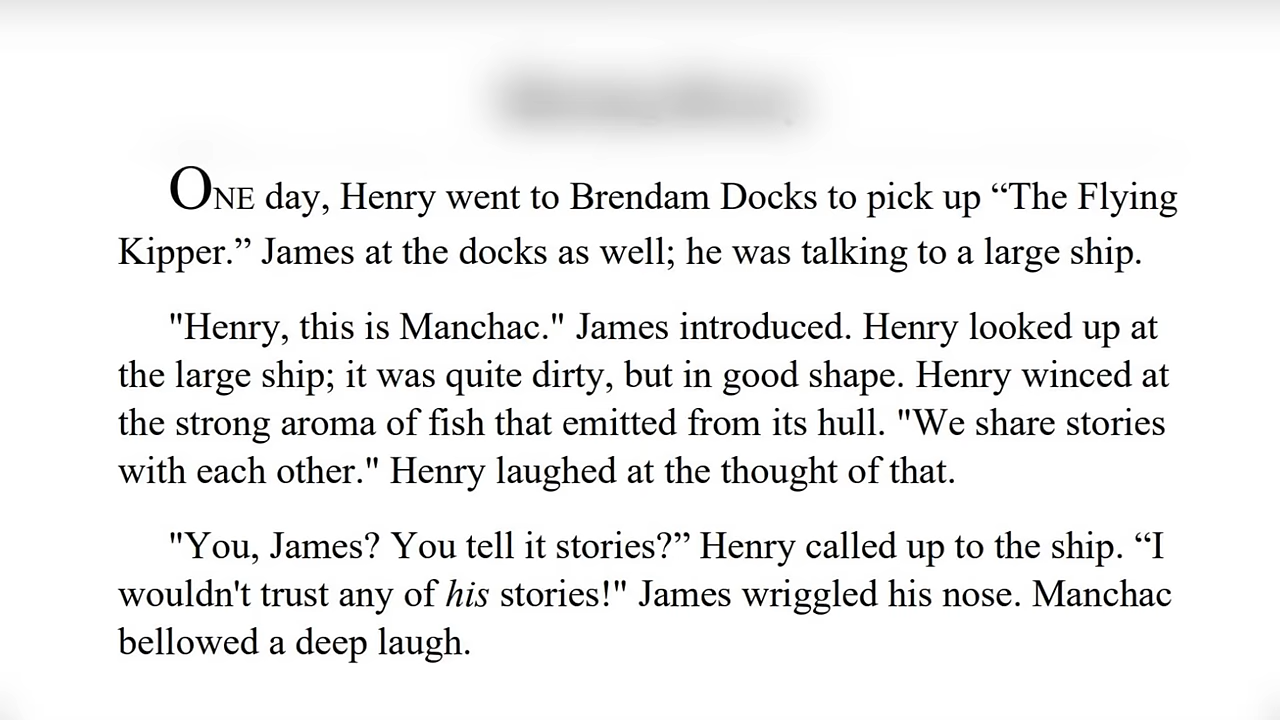 ONE day, Henry went to Brendam Docks to pick up “The Flying
Kipper.” James at the docks as well; he was talking to a large ship.
"Henry, this is Manchac." James introduced. Henry looked up at
the large ship; it was quite dirty, but in good shape. Henry winced at
the strong aroma of fish that emitted from its hull. "We share stories
with each other." Henry laughed at the thought of that.
"You, James? You tell it stories?” Henry called up to the ship. “I
wouldn't trust any of his stories!" James wriggled his nose. Manchac
bellowed a deep laugh.